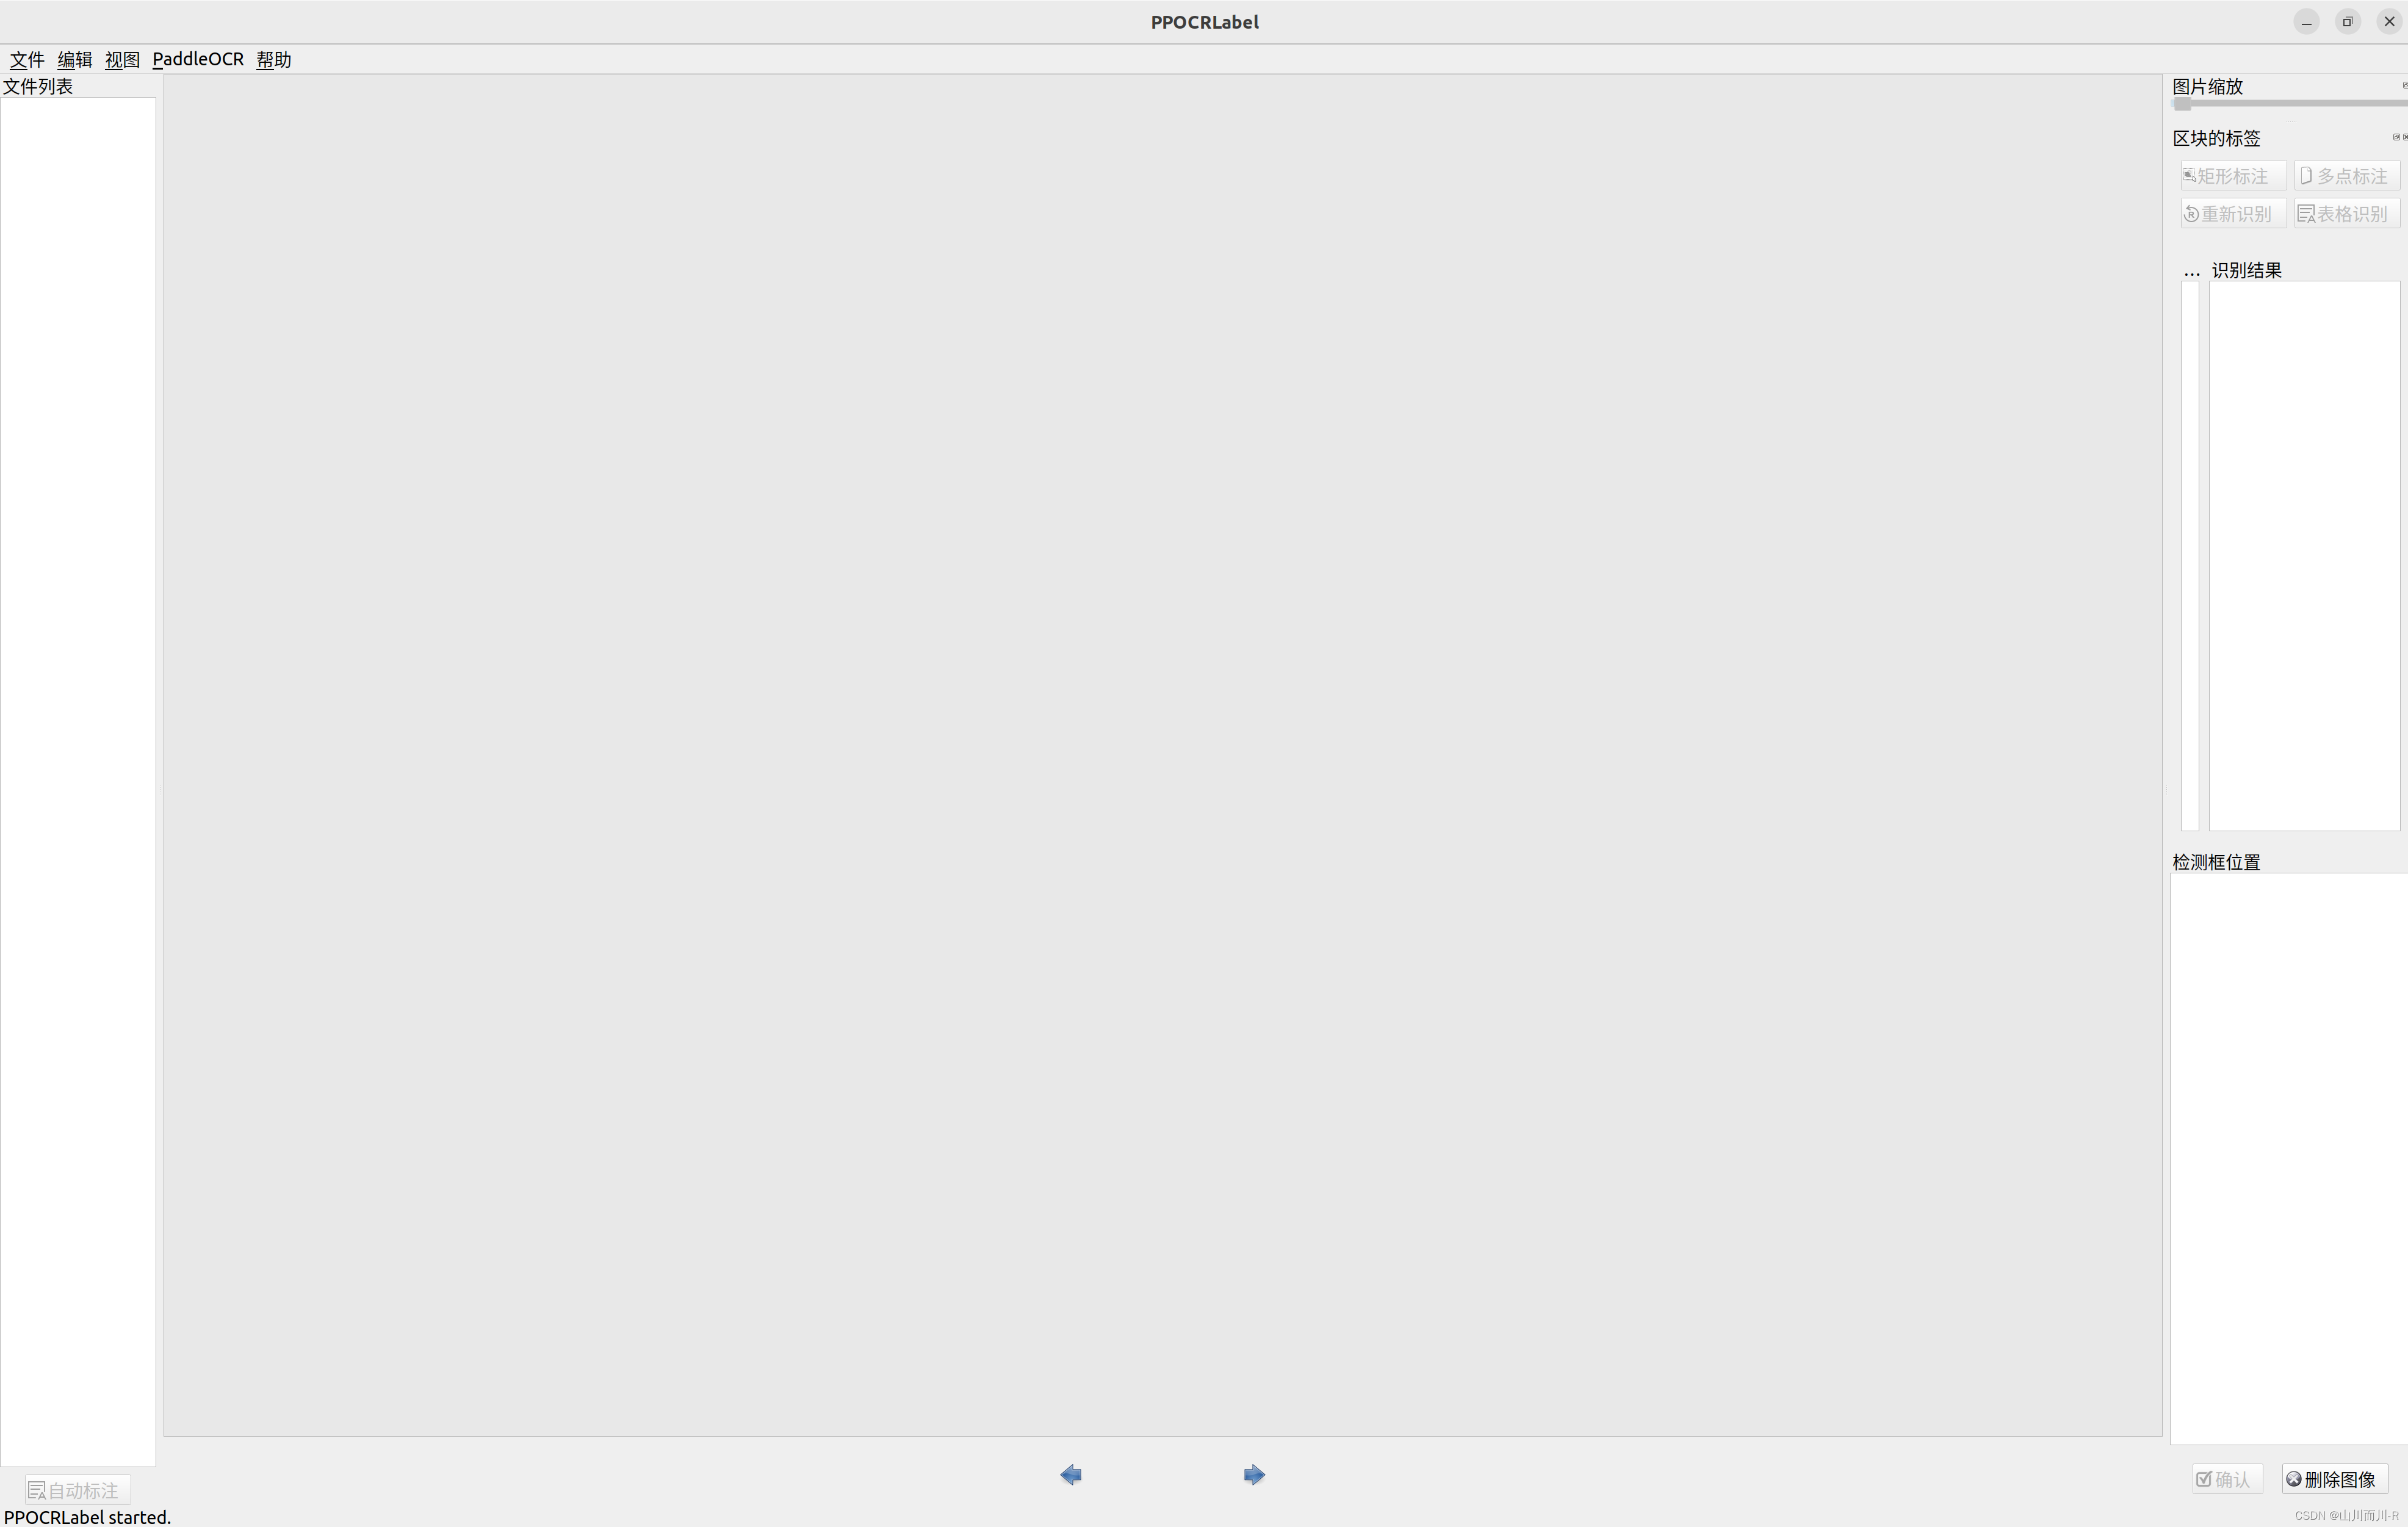 PPOCRLabel
文件 编辑 视图 PaddleOCR 帮助
文件列表
图片缩放
区块的标签
矩形标注 多点标注
重新识别 表格识别
... 识别结果
检测框位置
自动标注
确认 删除图像
PPOCRLabel started.
CSDN @山川而川-R